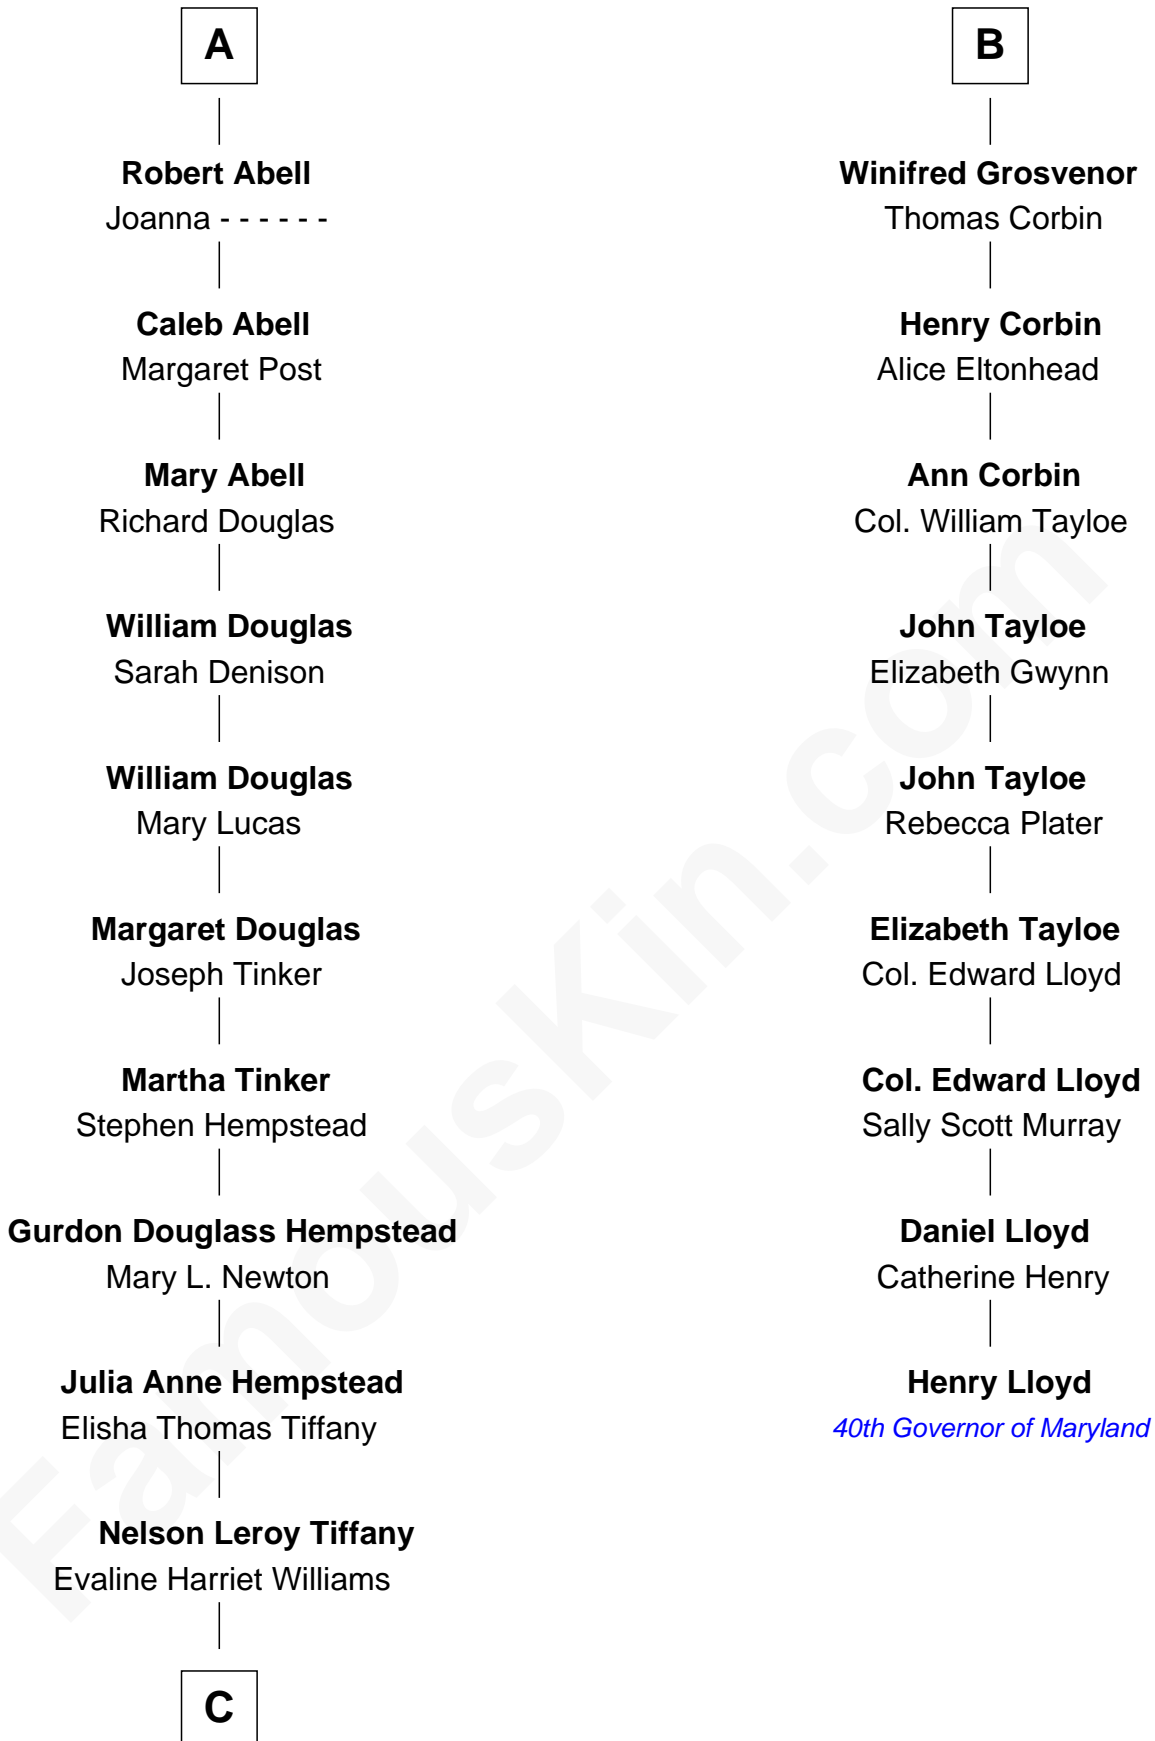 A
Robert Abell
Joanna - - - - - -
Caleb Abell
Margaret Post
Mary Abell
Richard Douglas
William Douglas
Sarah Denison
William Douglas
Mary Lucas
Margaret Douglas
Joseph Tinker
Martha Tinker
Stephen Hempstead
Gurdon Douglass Hempstead
Mary L. Newton
Julia Anne Hempstead
Elisha Thomas Tiffany
Nelson Leroy Tiffany
Evaline Harriet Williams
C
B
Winifred Grosvenor
Thomas Corbin
Henry Corbin
Alice Eltonhead
Ann Corbin
Col. William Tayloe
John Tayloe
Elizabeth Gwynn
John Tayloe
Rebecca Plater
Elizabeth Tayloe
Col. Edward Lloyd
Col. Edward Lloyd
Sally Scott Murray
Daniel Lloyd
Catherine Henry
Henry Lloyd
40th Governor of Maryland
FamousKin.com